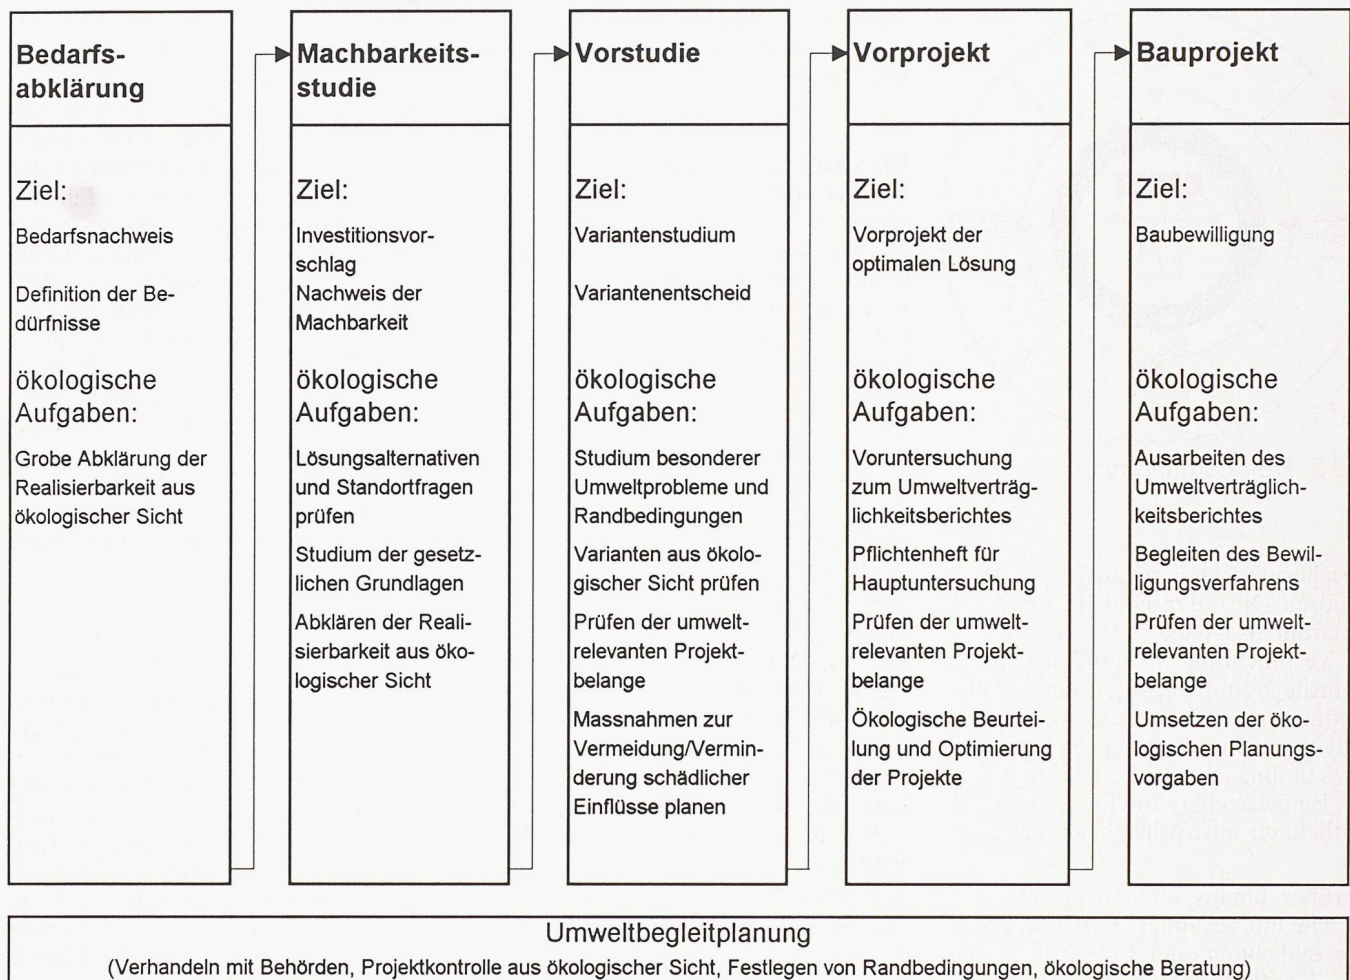 Bedarfs-
abklärung
Ziel:
Bedarfsnachweis
Definition der Be-
dürfnisse
ökologische
Aufgaben:
Grobe Abklärung der
Realisierbarkeit aus
ökologischer Sicht
Machbarkeits-
studie
Ziel:
Investitionsvor-
schlag
Nachweis der
Machbarkeit
ökologische
Aufgaben:
Lösungsalternativen
und Standortfragen
prüfen
Studium der gesetz-
lichen Grundlagen
Abklären der Reali-
sierbarkeit aus öko-
logischer Sicht
Vorstudie
Ziel:
Variantenstudium
Variantenentscheid
ökologische
Aufgaben:
Studium besonderer
Umweltprobleme und
Randbedingungen
Varianten aus ökolo-
gischer Sicht prüfen
Prüfen der umwelt-
relevanten Projekt-
belange
Massnahmen zur
Vermeidung/Vermin-
derung schädlicher
Einflüsse planen
Vorprojekt
Ziel:
Vorprojekt der
optimalen Lösung
ökologische
Aufgaben:
Voruntersuchung
zum Umweltverträg-
lichkeitsberichtes
Pflichtenheft für
Hauptuntersuchung
Prüfen der umwelt-
relevanten Projekt-
belange
Ökologische Beurtei-
lung und Optimierung
der Projekte
Bauprojekt
Ziel:
Baubewilligung
ökologische
Aufgaben:
Ausarbeiten des
Umweltverträglich-
keitsberichtes
Begleiten des Bewil-
ligungsverfahrens
Prüfen der umwelt-
relevanten Projekt-
belange
Umsetzen der öko-
logischen Planungs-
vorgaben
Umweltbegleitplanung
(Verhandeln mit Behörden, Projektkontrolle aus ökologischer Sicht, Festlegen von Randbedingungen, ökologische Beratung)